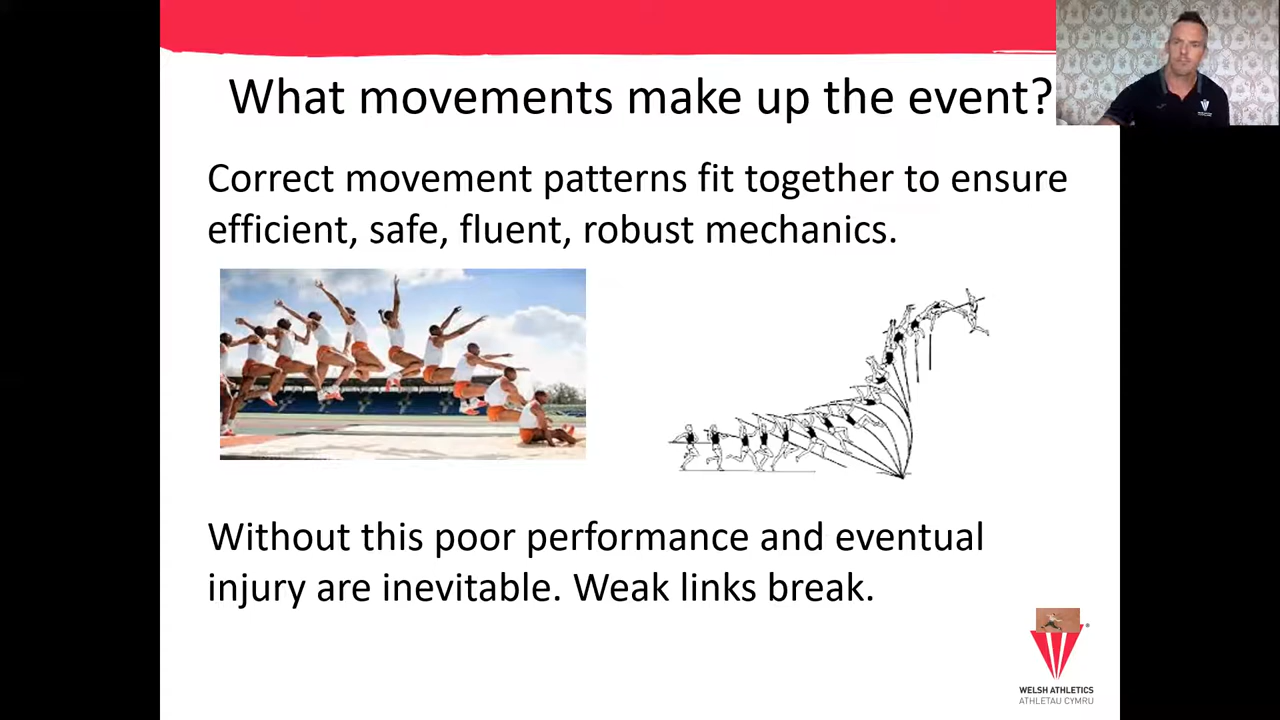 What movements make up the event?
Correct movement patterns fit together to ensure
efficient, safe, fluent, robust mechanics.
Without this poor performance and eventual
injury are inevitable. Weak links break.
WELSH ATHLETICS
ATHLETAU CYMRU